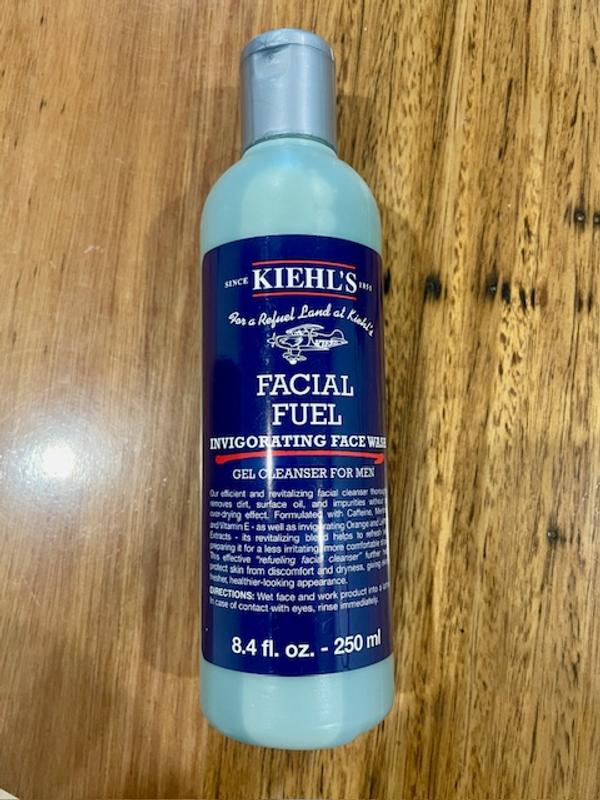 SINCE KIEHL'S 1851
For a Refuel Land at Kiehl's
FACIAL
FUEL
INVIGORATING FACE WASH
GEL CLEANSER FOR MEN
Our efficient and revitalizing facial cleanser
removes dirt, surface oil, and impurities without
over-drying effect. Formulated with Caffeine,
and Vitamin E - as well as invigorating Orange and
Extracts - its revitalizing blend helps to refresh
preparing it for a less irritating, more comfortable
This effective "refueling facial cleanser" further
protect skin from discomfort and dryness, giving
fresher, healthier-looking appearance.
DIRECTIONS: Wet face and work product into a
In case of contact with eyes, rinse immediately.
8.4 fl. oz. - 250 ml